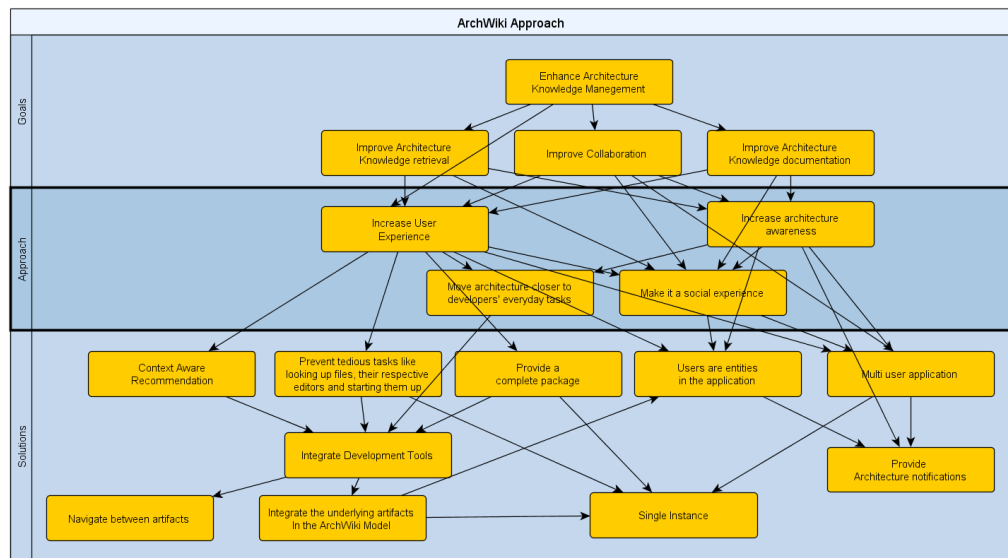 ArchWiki Approach
Goals
Enhance Architecture
Knowledge Manegement
Improve Architecture
Knowledge retrieval
Improve Collaboration
Improve Architecture
Knowledge documentation
Approach
Increase User
Experience
Increase architecture
awareness
Move architecture closer to
developers' everyday tasks
Make it a social experience
Solutions
Context Aware
Recommendation
Prevent tedious tasks like
looking up files, their respective
editors and starting them up
Provide a
complete package
Users are entities
in the application
Multi user application
Integrate Development Tools
Provide
Architecture notifications
Navigate between artifacts
Integrate the underlying artifacts
In the ArchWiki Model
Single Instance